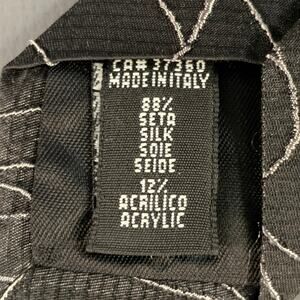 CA# 37360
MADE IN ITALY
88%
SETA
SILK
SOIE
SEIDE
12%
ACRILICO
ACRYLIC